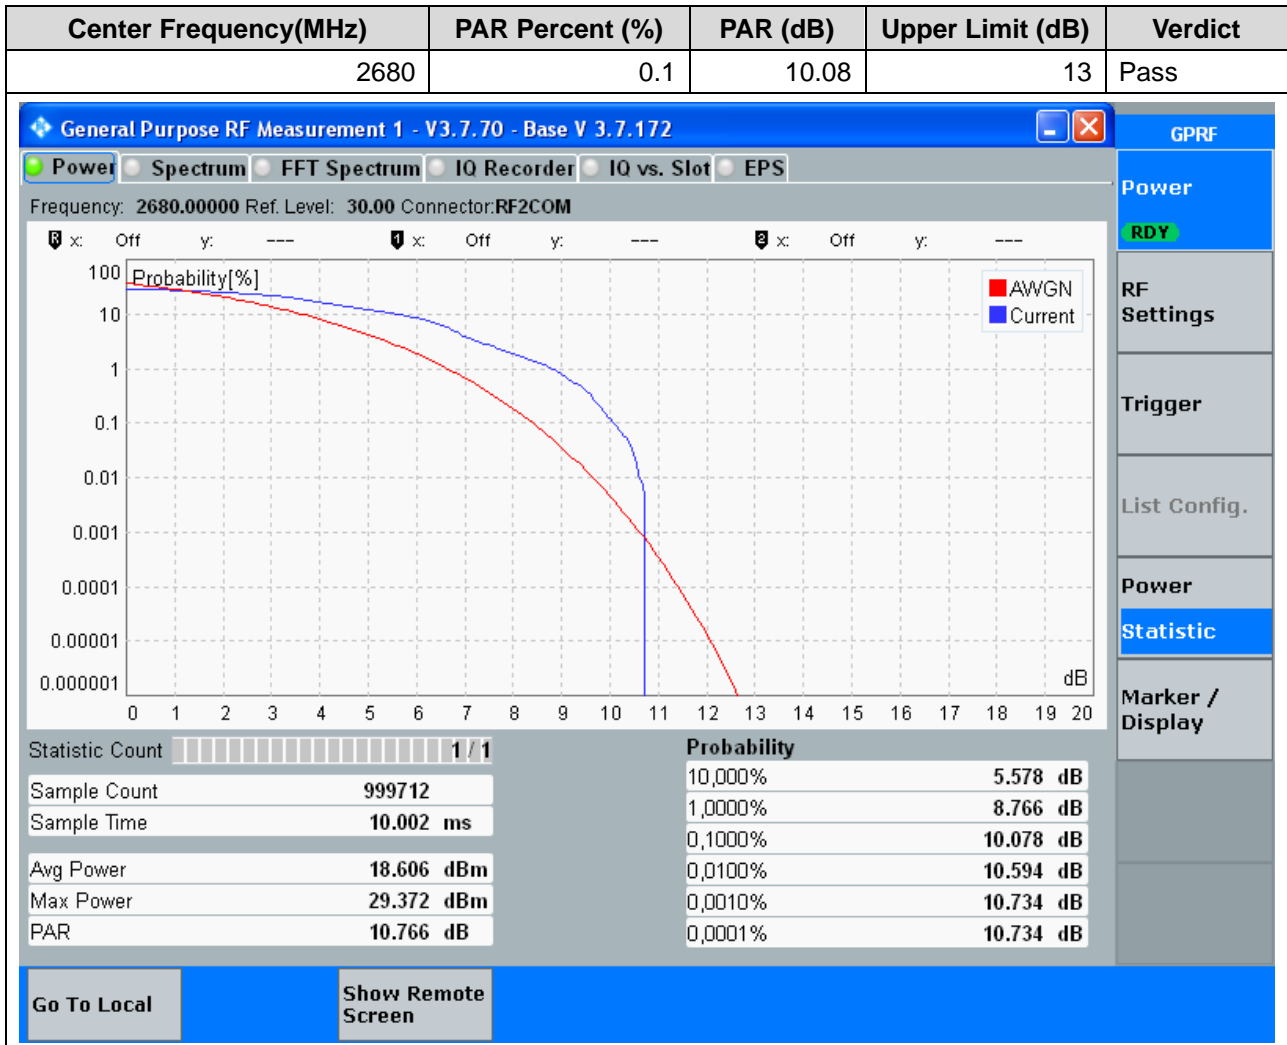 Center Frequency(MHz) PAR Percent (%) PAR (dB) Upper Limit (dB) Verdict
2680 0.1 10.08 13 Pass
General Purpose RF Measurement 1 - V3.7.70 - Base V 3.7.172
GPRF
Power Spectrum FFT Spectrum IQ Recorder IQ vs. Slot EPS
Power
RDY
Frequency: 2680.00000 Ref. Level: 30.00 Connector:RF2COM
R x: Off y: --- 1 x: Off y: --- 2 x: Off y: ---
Probability[%]
AWGN
Current
100
10
1
0.1
0.01
0.001
0.0001
0.00001
0.000001
dB
0 1 2 3 4 5 6 7 8 9 10 11 12 13 14 15 16 17 18 19 20
RF
Settings
Trigger
List Config.
Power
Statistic
Marker /
Display
Statistic Count 1 / 1
Sample Count 999712
Sample Time 10.002 ms
Avg Power 18.606 dBm
Max Power 29.372 dBm
PAR 10.766 dB
Probability
10,000% 5.578 dB
1,0000% 8.766 dB
0,1000% 10.078 dB
0,0100% 10.594 dB
0,0010% 10.734 dB
0,0001% 10.734 dB
Go To Local
Show Remote
Screen